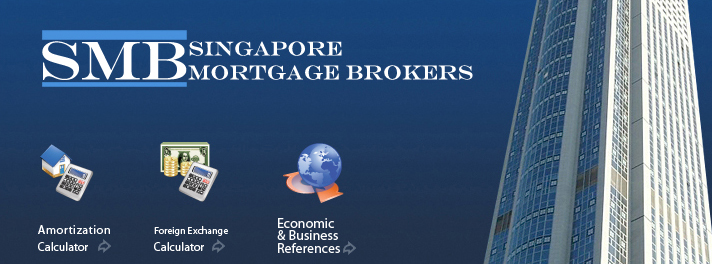 SMB SINGAPORE
MORTGAGE BROKERS
Amortization
Calculator
Foreign Exchange
Calculator
Economic
& Business
References